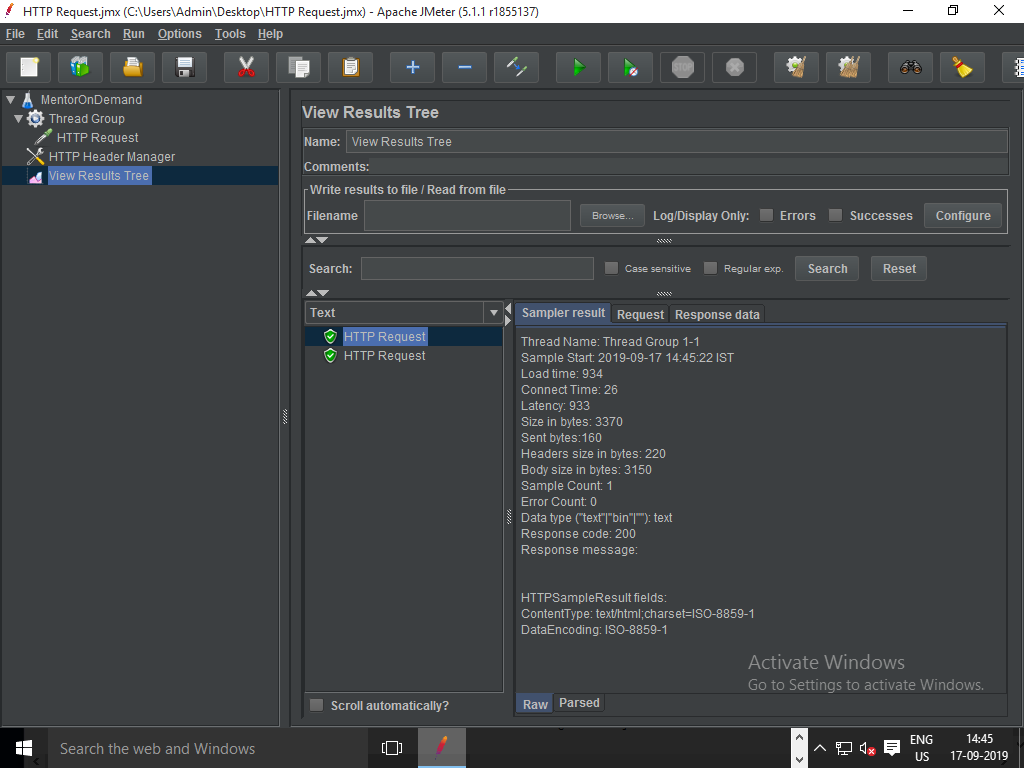 HTTP Request.jmx (C:\Users\Admin\Desktop\HTTP Request.jmx) - Apache JMeter (5.1.1 r1855137)
File Edit Search Run Options Tools Help
STOP
MentorOnDemand
Thread Group
HTTP Request
HTTP Header Manager
View Results Tree
View Results Tree
Name: View Results Tree
Comments:
Write results to file / Read from file
Filename Browse... Log/Display Only: Errors Successes Configure
Search: Case sensitive Regular exp. Search Reset
Text
HTTP Request
HTTP Request
Scroll automatically?
Sampler result Request Response data
Thread Name: Thread Group 1-1
Sample Start: 2019-09-17 14:45:22 IST
Load time: 934
Connect Time: 26
Latency: 933
Size in bytes: 3370
Sent bytes:160
Headers size in bytes: 220
Body size in bytes: 3150
Sample Count: 1
Error Count: 0
Data type ("text"|"bin"|""): text
Response code: 200
Response message:
HTTPSampleResult fields:
ContentType: text/html;charset=ISO-8859-1
DataEncoding: ISO-8859-1
Activate Windows
Go to Settings to activate Windows.
Raw Parsed
Search the web and Windows
ENG
US
14:45
17-09-2019